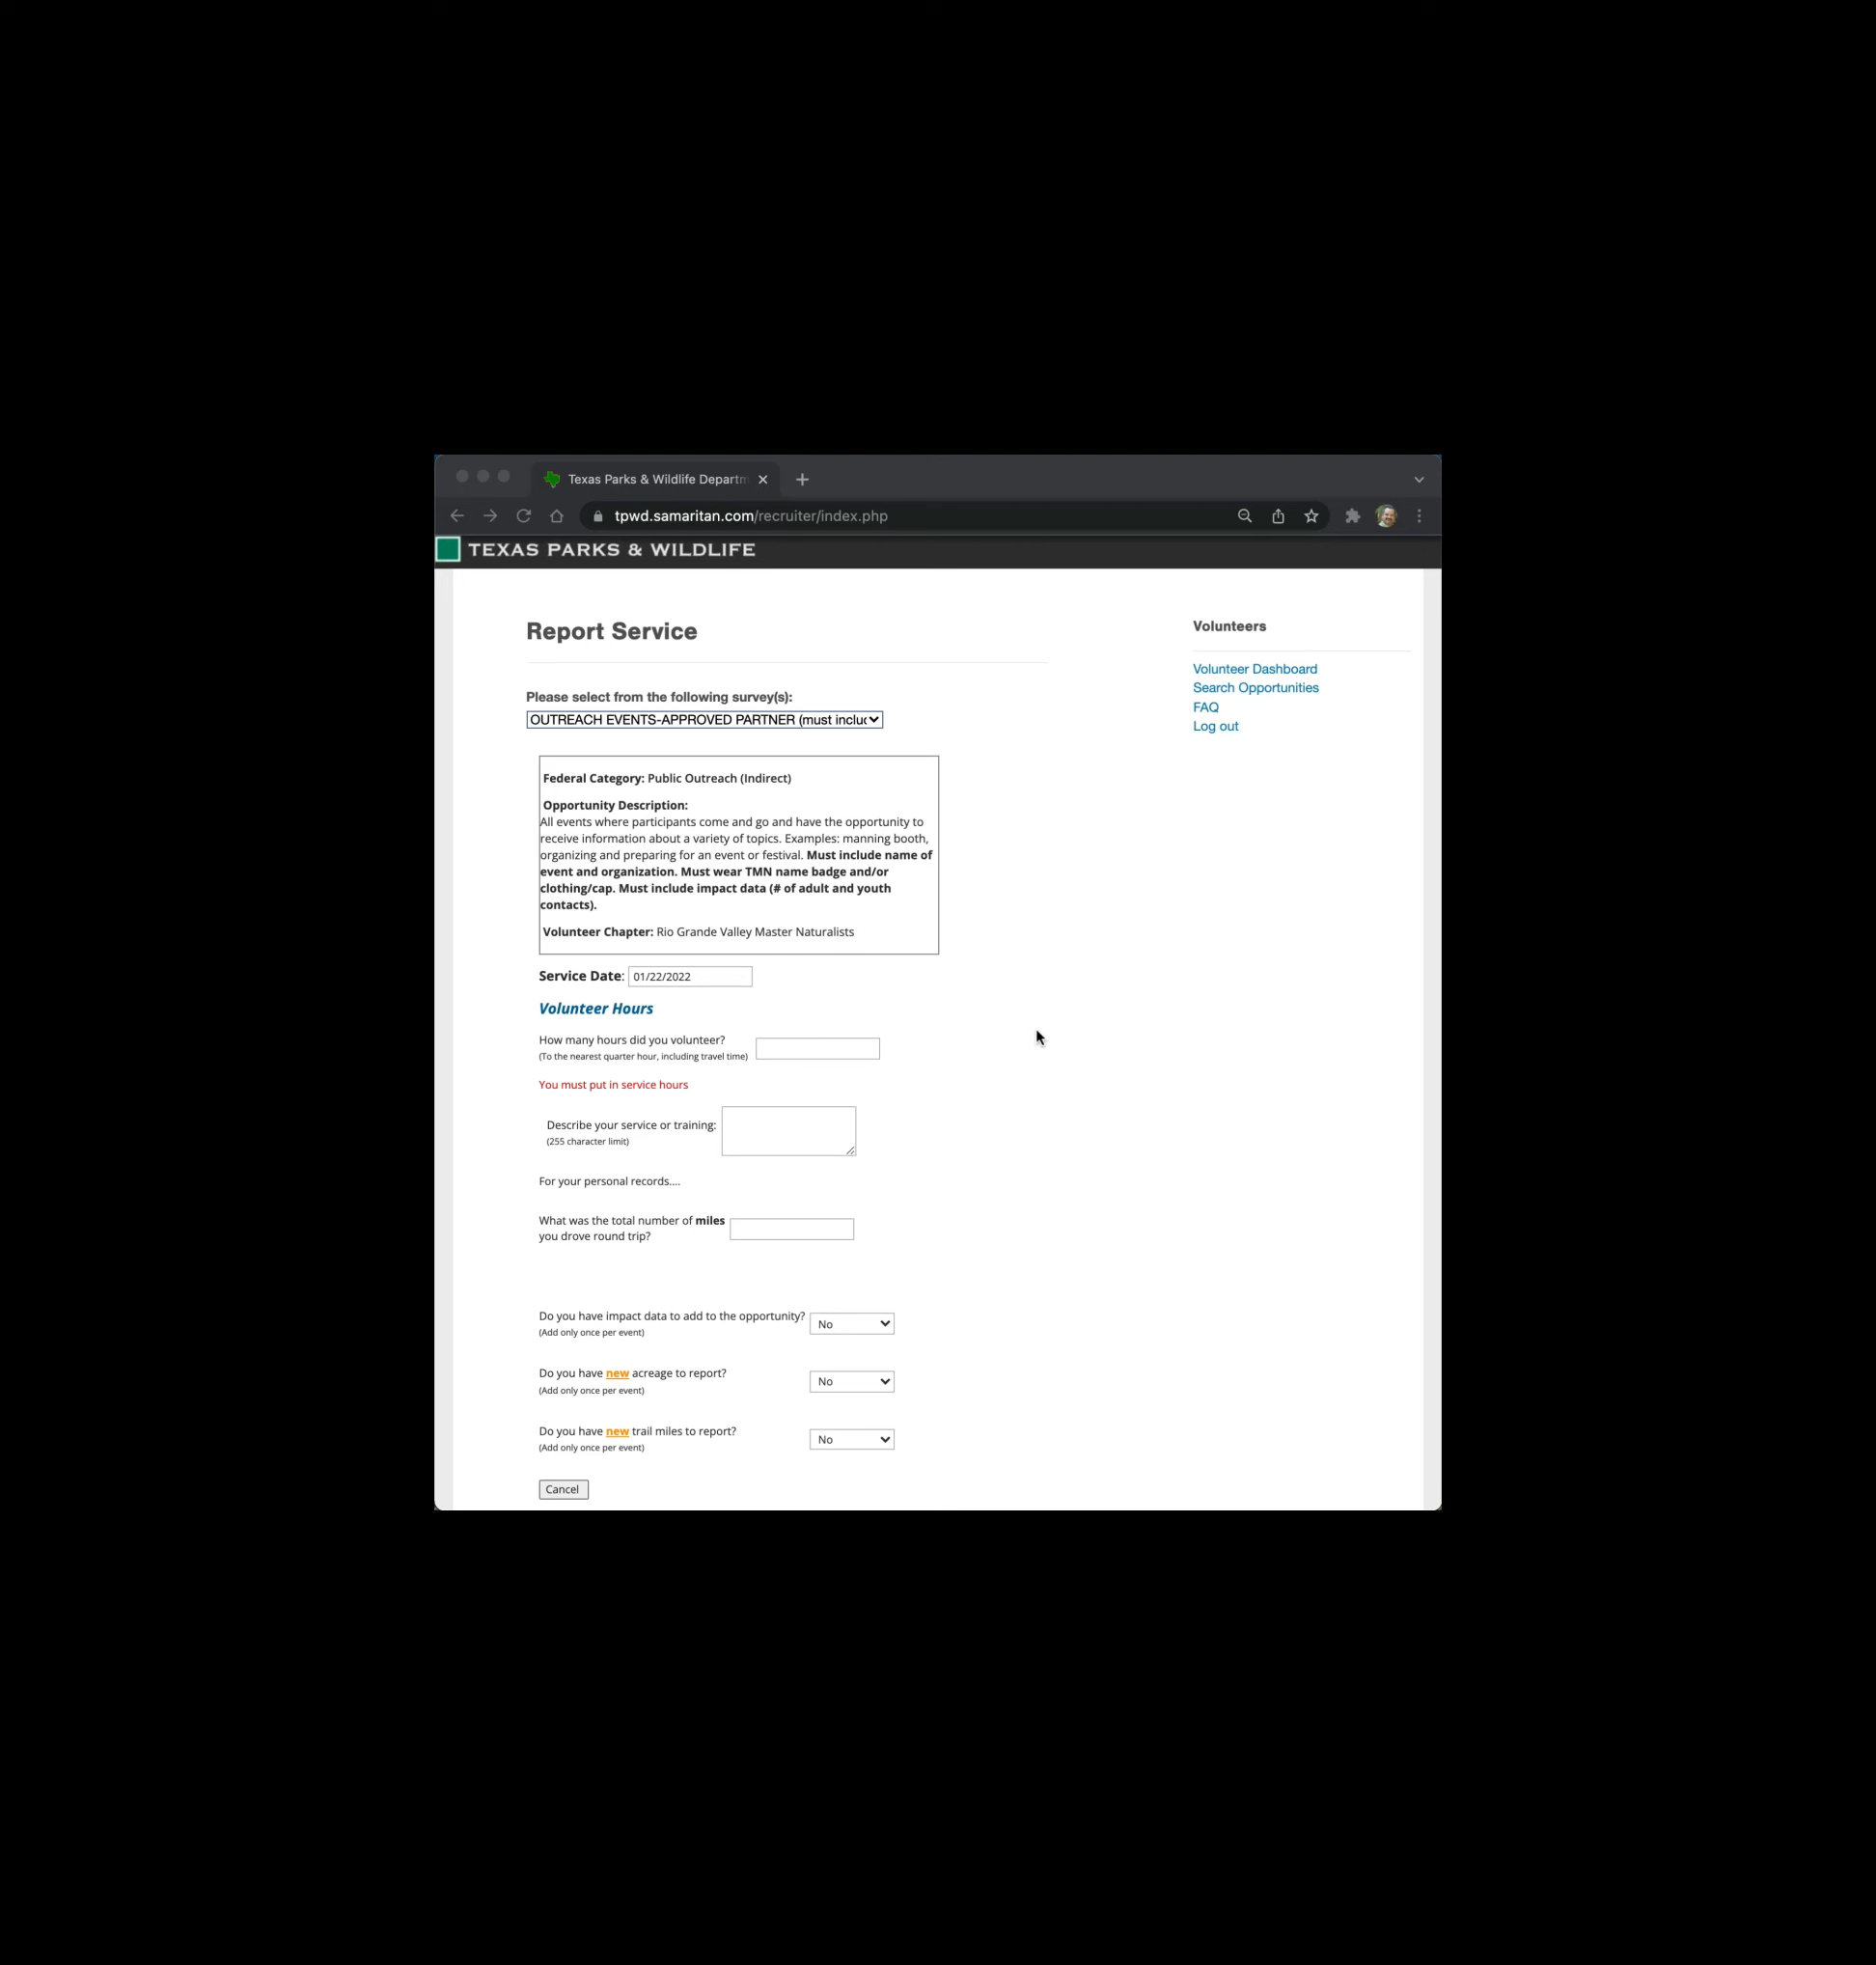 Texas Parks & Wildlife Departm
tpwd.samaritan.com/recruiter/index.php
TEXAS PARKS & WILDLIFE
Report Service
Please select from the following survey(s):
OUTREACH EVENTS-APPROVED PARTNER (must includ
Federal Category: Public Outreach (Indirect)
Opportunity Description:
All events where participants come and go and have the opportunity to
receive information about a variety of topics. Examples: manning booth,
organizing and preparing for an event or festival. Must include name of
event and organization. Must wear TMN name badge and/or
clothing/cap. Must include impact data (# of adult and youth
contacts).
Volunteer Chapter: Rio Grande Valley Master Naturalists
Service Date: 01/22/2022
Volunteer Hours
How many hours did you volunteer?
(To the nearest quarter hour, including travel time)
You must put in service hours
Describe your service or training:
(255 character limit)
For your personal records....
What was the total number of miles
you drove round trip?
Do you have impact data to add to the opportunity?
(Add only once per event)
No
Do you have new acreage to report?
(Add only once per event)
No
Do you have new trail miles to report?
(Add only once per event)
No
Cancel
Volunteers
Volunteer Dashboard
Search Opportunities
FAQ
Log out